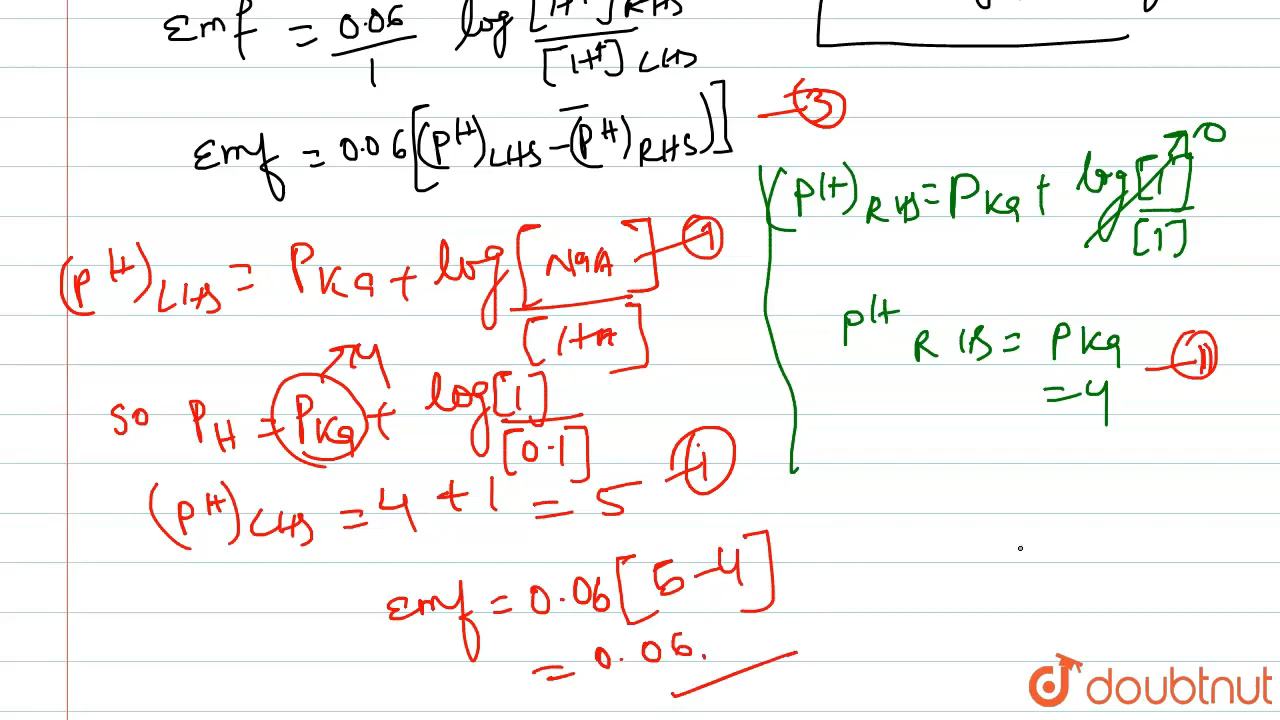 Emf = 0.06/1 log [H+] RHS / [H+] LHS
Emf = 0.06 [(pH)LHS - (pH)RHS)] - 3
(pH)LHS = PKa + log [NaA] / [HA]
4
So PH = PKa + log [1] / [0.1]
(pH)LHS = 4 + 1 = 5 - i
Emf = 0.06 [5-4]
= 0.06.
(pH)RHS = PKa + log [1] / [1]
0
pH RHS = PKa
= 4
doubtnut